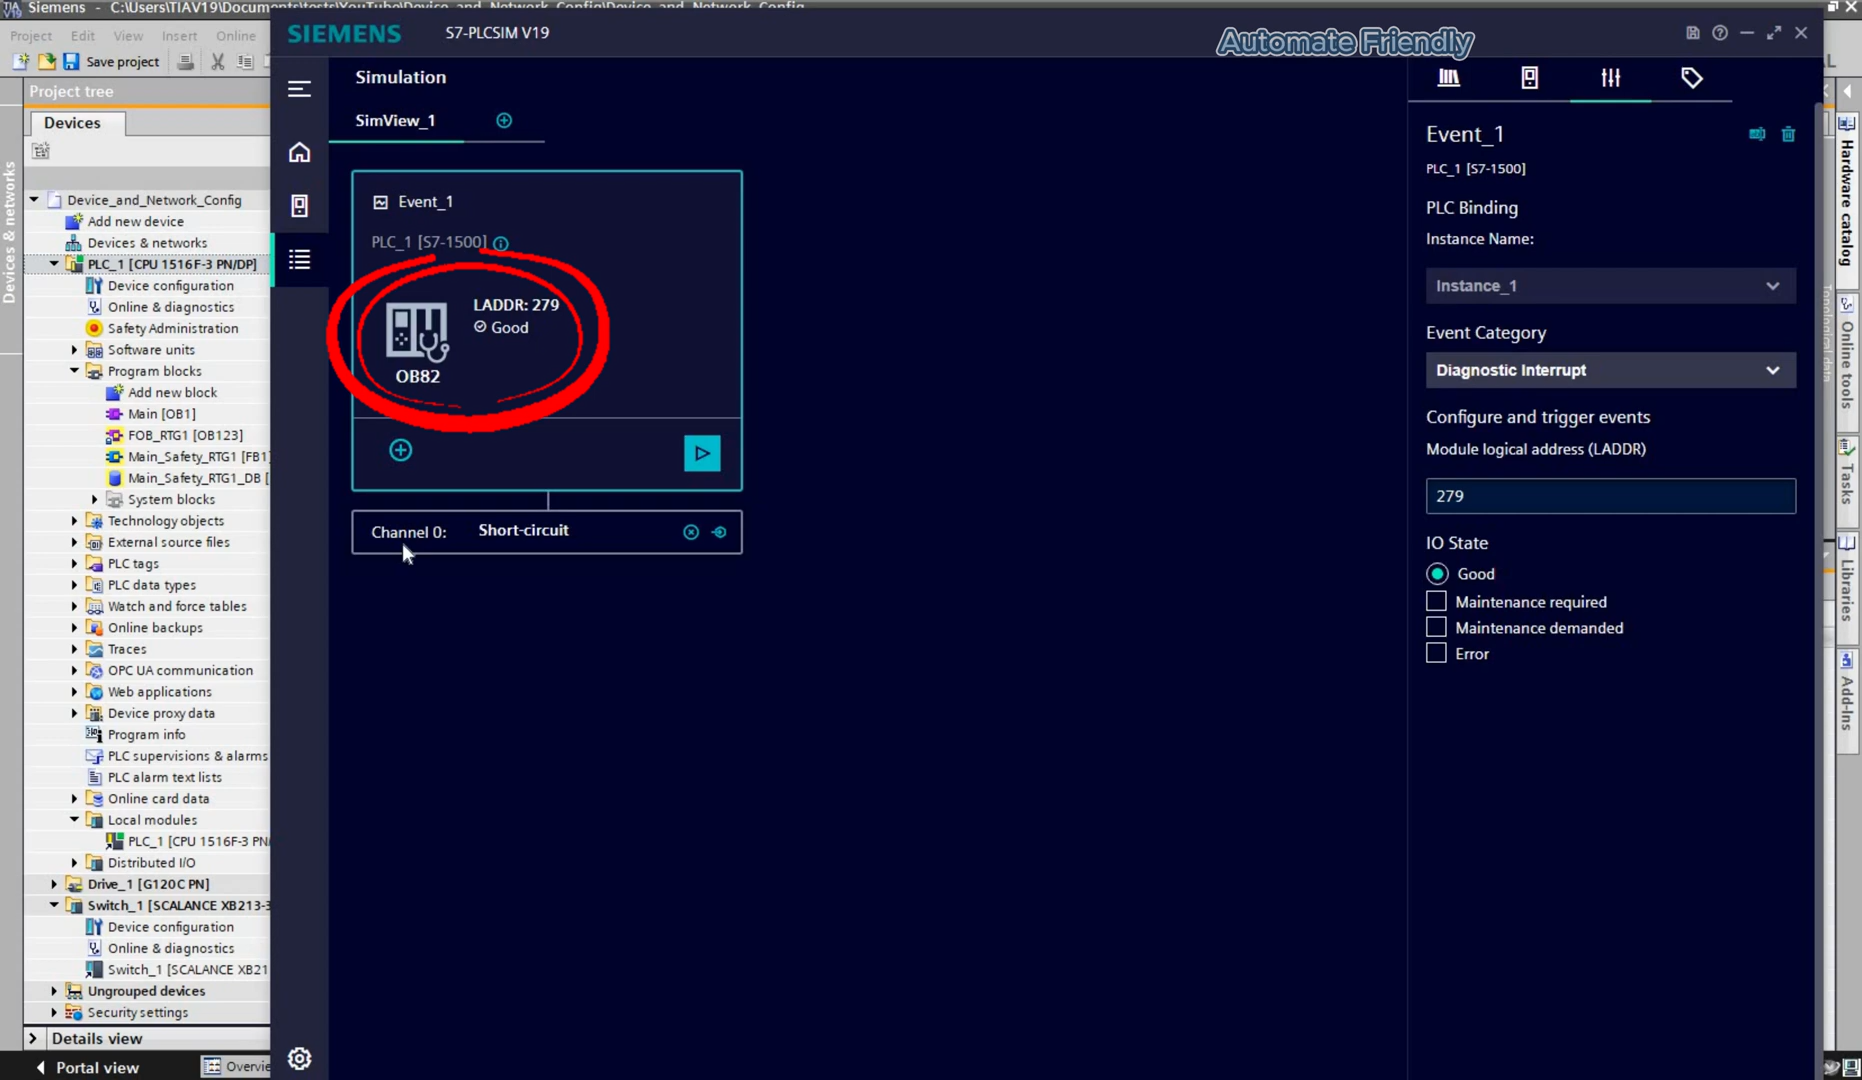 Siemens - C:\Users\TIAV19\Documents\tests\YouTube\Device_and_Network_Config\Device_and_Network_Config
Project Edit View Insert Online
Save project
Project tree
Devices
Devices & networks
Device_and_Network_Config
Add new device
Devices & networks
PLC_1 [CPU 1516F-3 PN/DP]
Device configuration
Online & diagnostics
Safety Administration
Software units
Program blocks
Add new block
Main [OB1]
FOB_RTG1 [OB123]
Main_Safety_RTG1 [FB1]
Main_Safety_RTG1_DB [
System blocks
Technology objects
External source files
PLC tags
PLC data types
Watch and force tables
Online backups
Traces
OPC UA communication
Web applications
Device proxy data
Program info
PLC supervisions & alarms
PLC alarm text lists
Online card data
Local modules
PLC_1 [CPU 1516F-3 PN/
Distributed I/O
Drive_1 [G120C PN]
Switch_1 [SCALANCE XB213-3
Device configuration
Online & diagnostics
Switch_1 [SCALANCE XB21
Ungrouped devices
Security settings
Details view
Portal view
Overvie
SIEMENS
S7-PLCSIM V19
Automate Friendly
Simulation
SimView_1
Event_1
PLC_1 [S7-1500]
LADDR: 279
Good
OB82
Channel 0: Short-circuit
Event_1
PLC_1 [S7-1500]
PLC Binding
Instance Name:
Instance_1
Event Category
Diagnostic Interrupt
Configure and trigger events
Module logical address (LADDR)
279
IO State
Good
Maintenance required
Maintenance demanded
Error
Hardware catalog
Online tools
Tasks
Libraries
Add-Ins